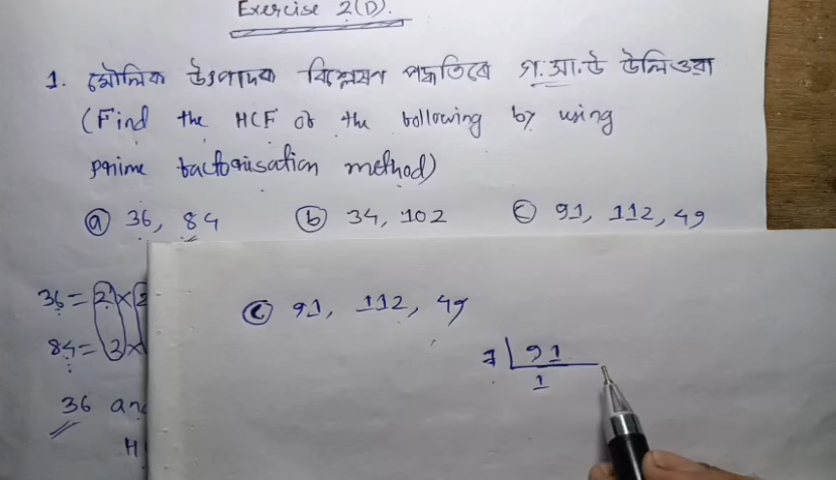 Exercise 2(D).
1. মৌলিক উৎপাদক বিশ্লেষণ পদ্ধতিৰে গ.সা.উ উলিওৱা
(Find the HCF of the following by using
prime factorisation method)
(a) 36, 84 (b) 34, 102 (c) 91, 112, 49
36 = 2 × 2
84 = 2 ×
36 and
H
(c) 91, 112, 49
7 | 91
1